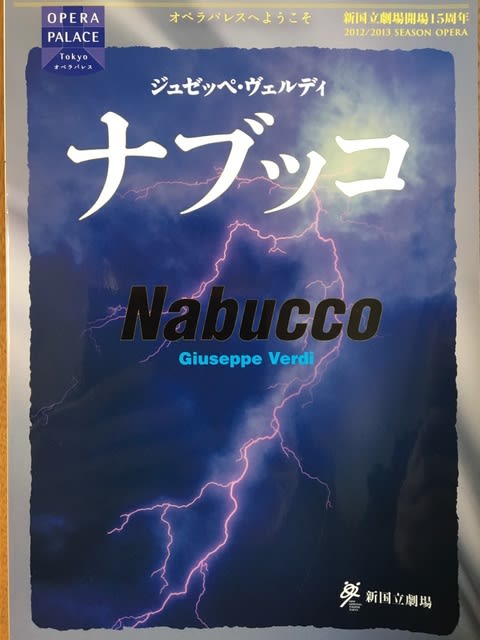 OPERA
PALACE
Tokyo
オペラパレス
オペラパレスへようこそ
新国立劇場開場15周年
2012/2013 SEASON OPERA
ジュゼッペ・ヴェルディ
ナブッコ
Nabucco
Giuseppe Verdi
新国立劇場